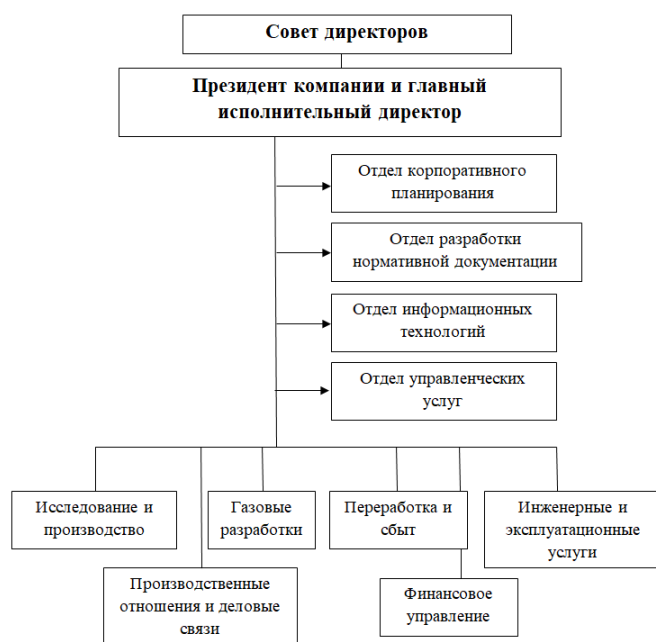 Совет директоров
Президент компании и главный
исполнительный директор
Отдел корпоративного
планирования
Отдел разработки
нормативной документации
Отдел информационных
технологий
Отдел управленческих
услуг
Исследование и
производство
Газовые
разработки
Переработка и
сбыт
Инженерные и
эксплуатационные
услуги
Производственные
отношения и деловые
связи
Финансовое
управление